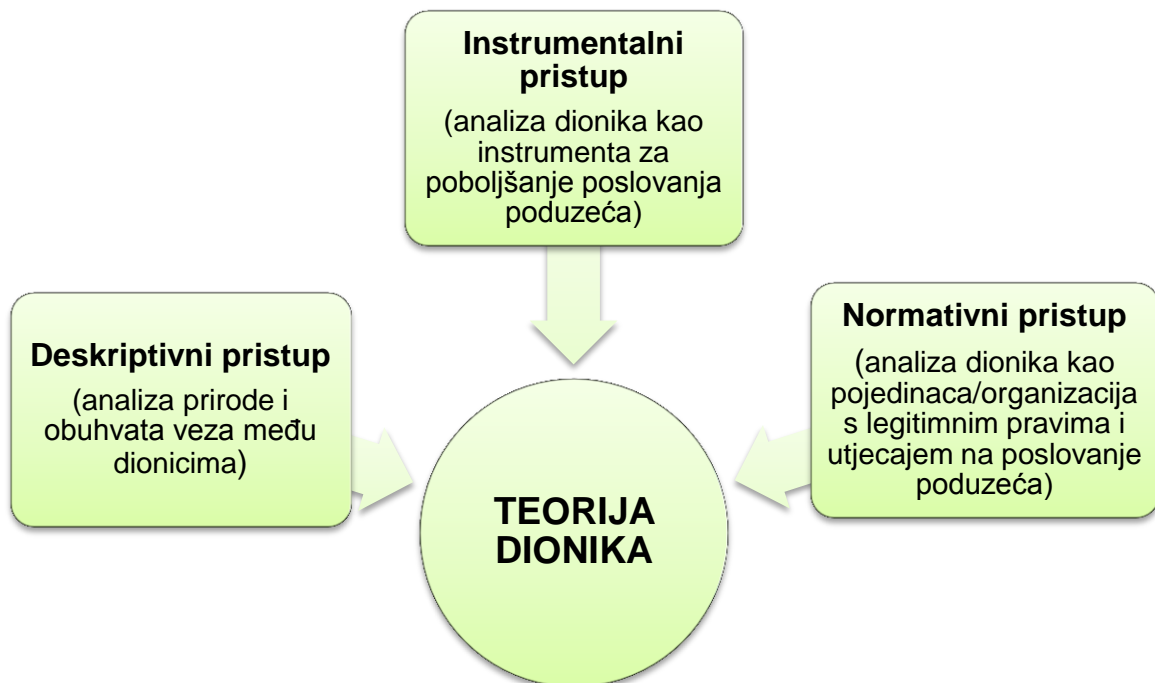 Instrumentalni
pristup
(analiza dionika kao
instrumenta za
poboljšanje poslovanja
poduzeća)
Deskriptivni pristup
(analiza prirode i
obuhvata veza među
dionicima)
Normativni pristup
(analiza dionika kao
pojedinaca/organizacija
s legitimnim pravima i
utjecajem na poslovanje
poduzeća)
TEORIJA
DIONIKA